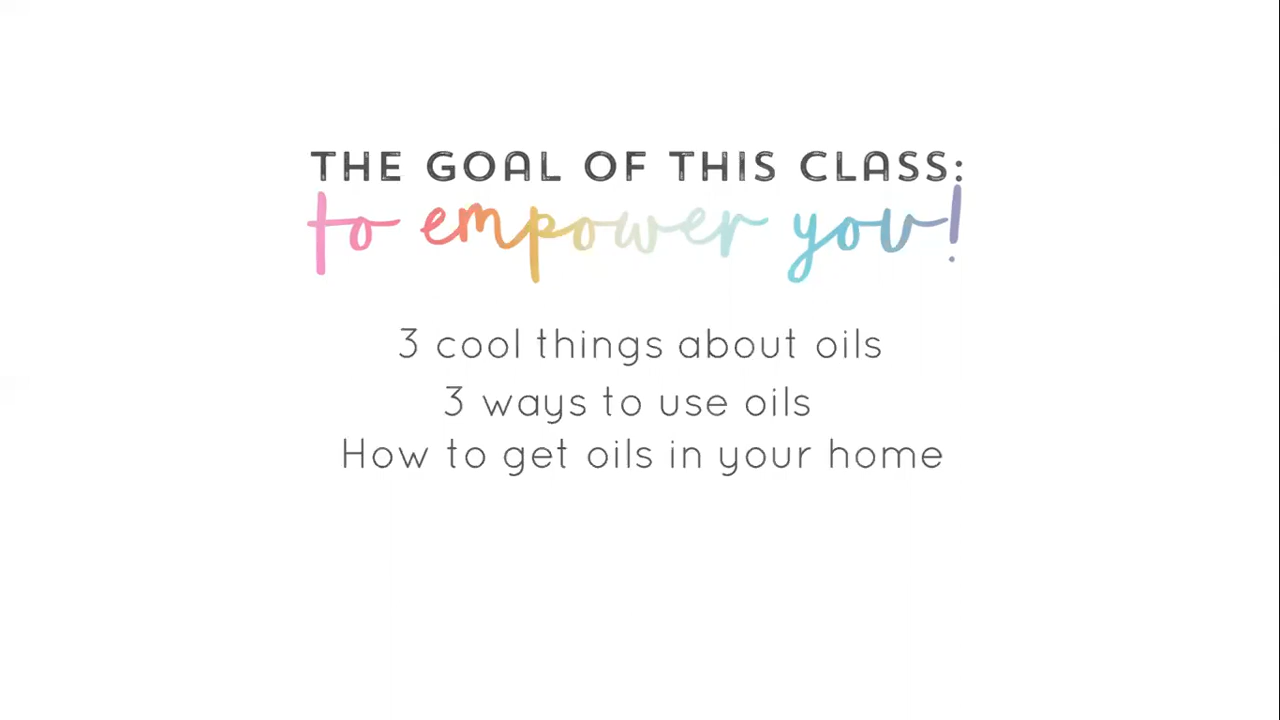 THE GOAL OF THIS CLASS:
to empower you!
3 cool things about oils
3 ways to use oils
How to get oils in your home